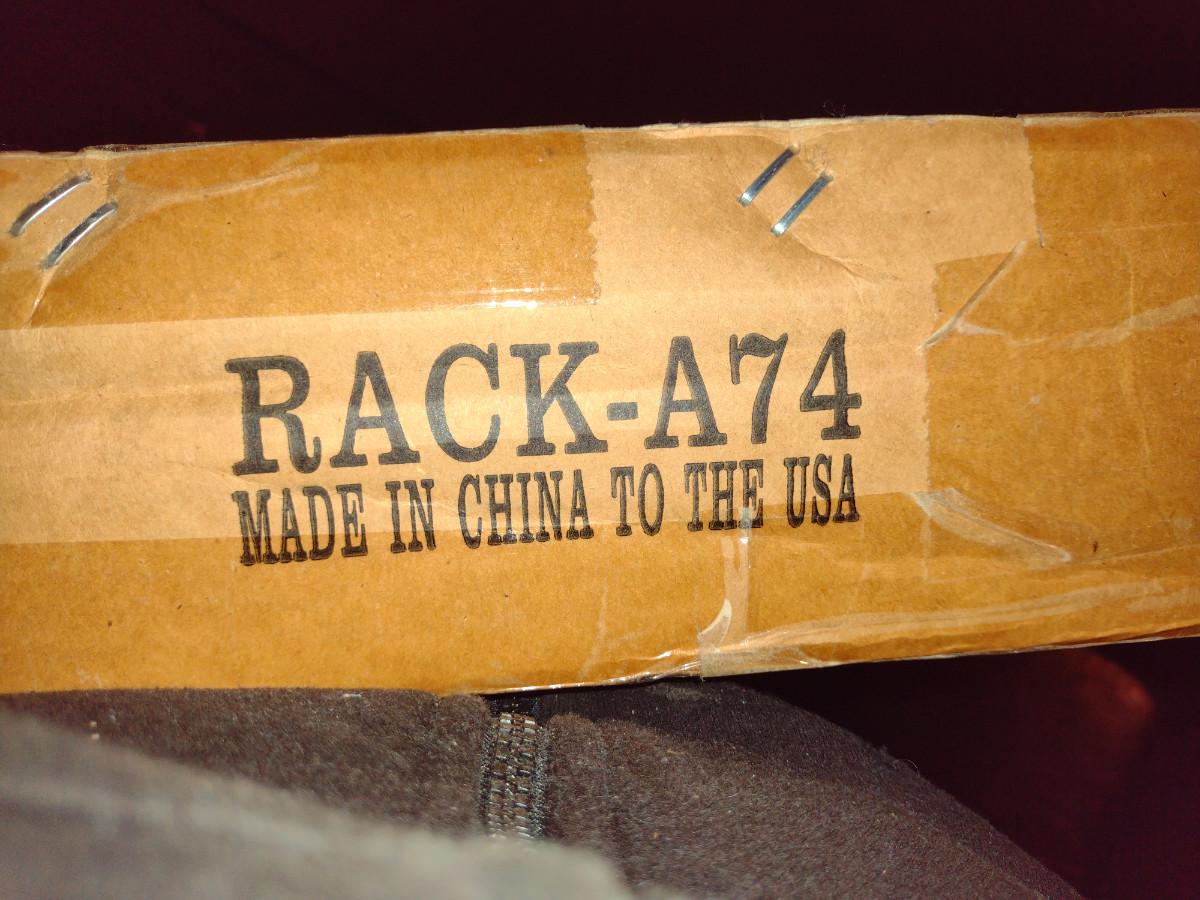 RACK-A74
MADE IN CHINA TO THE USA